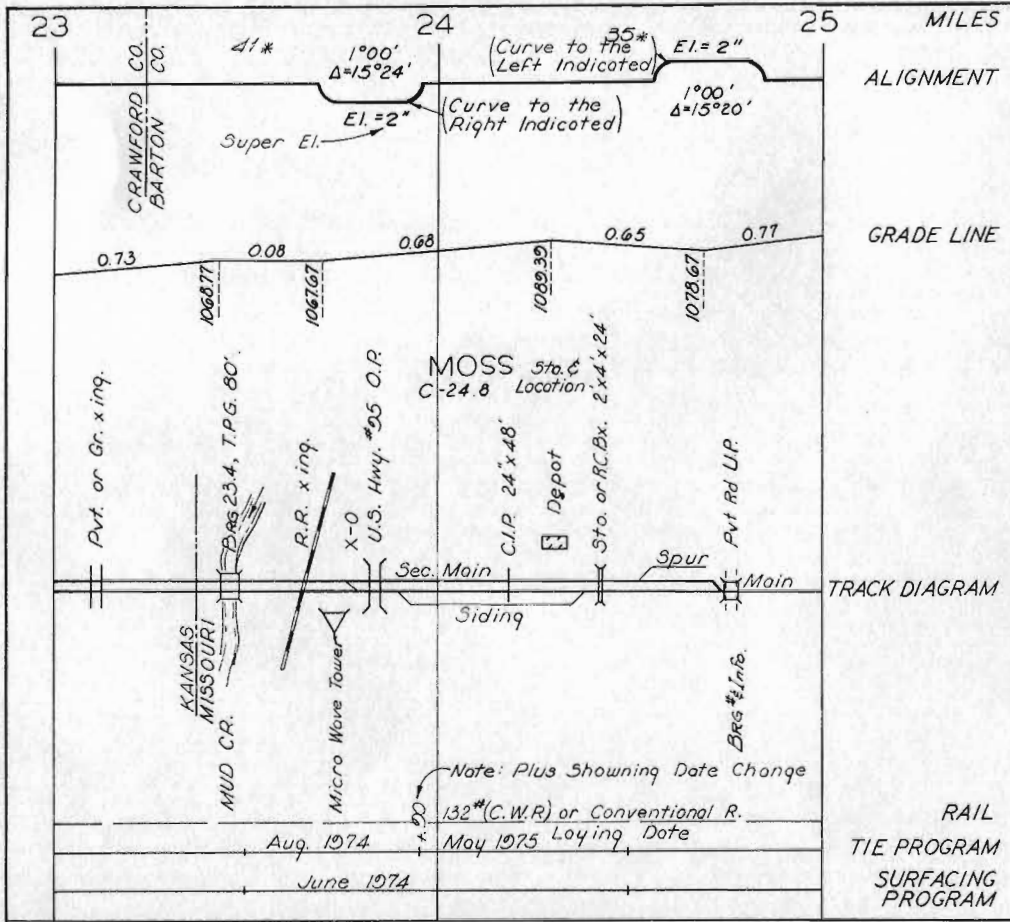 23 24 25 MILES
41*
35*
1°00'
Δ=15°24'
(Curve to the
Left Indicated)
El.=2"
ALIGNMENT
CRAWFORD CO.
BARTON CO.
El.=2"
(Curve to the
Right Indicated)
1°00'
Δ=15°20'
Super El.
GRADE LINE
0.73 0.08 0.68 0.65 0.77
1068.77
1067.67
1089.39
1078.67
MOSS
C-24.8
Sta. ₵
Location
Pvt. or Gr. x ing.
BRG 23.4, T.P.G. 80'
R.R. x ing.
X-O
U.S. Hwy. #95 O.P.
C.I.P. 24" x 48'
Depot
Sto. or R.C.Bx. 2x4'x24'
Pvt Rd U.P.
Sec. Main
Spur
Main
TRACK DIAGRAM
Siding
KANSAS
MISSOURI
MUD CR.
Micro Wave Tower
BRG # & Info.
Note: Plus Showning Date Change
+.90
132# (C.W.R) or Conventional R.
RAIL
Laying Date
Aug. 1974
May 1975
TIE PROGRAM
June 1974
SURFACING
PROGRAM